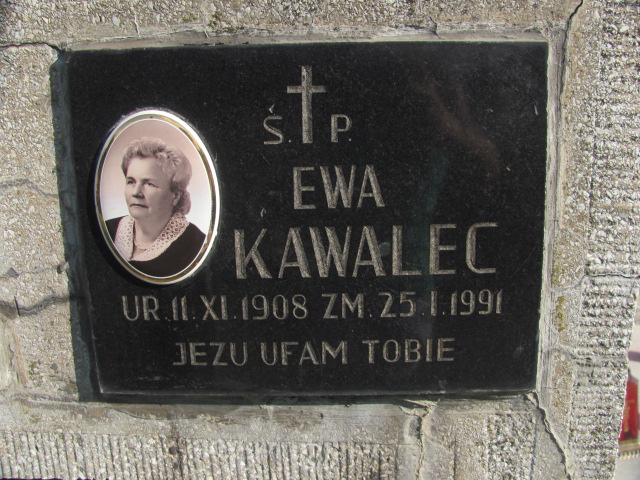 Ś.P.
EWA
KAWALEC
UR.11.XI.1908 ZM.25.I.1991
JEZU UFAM TOBIE